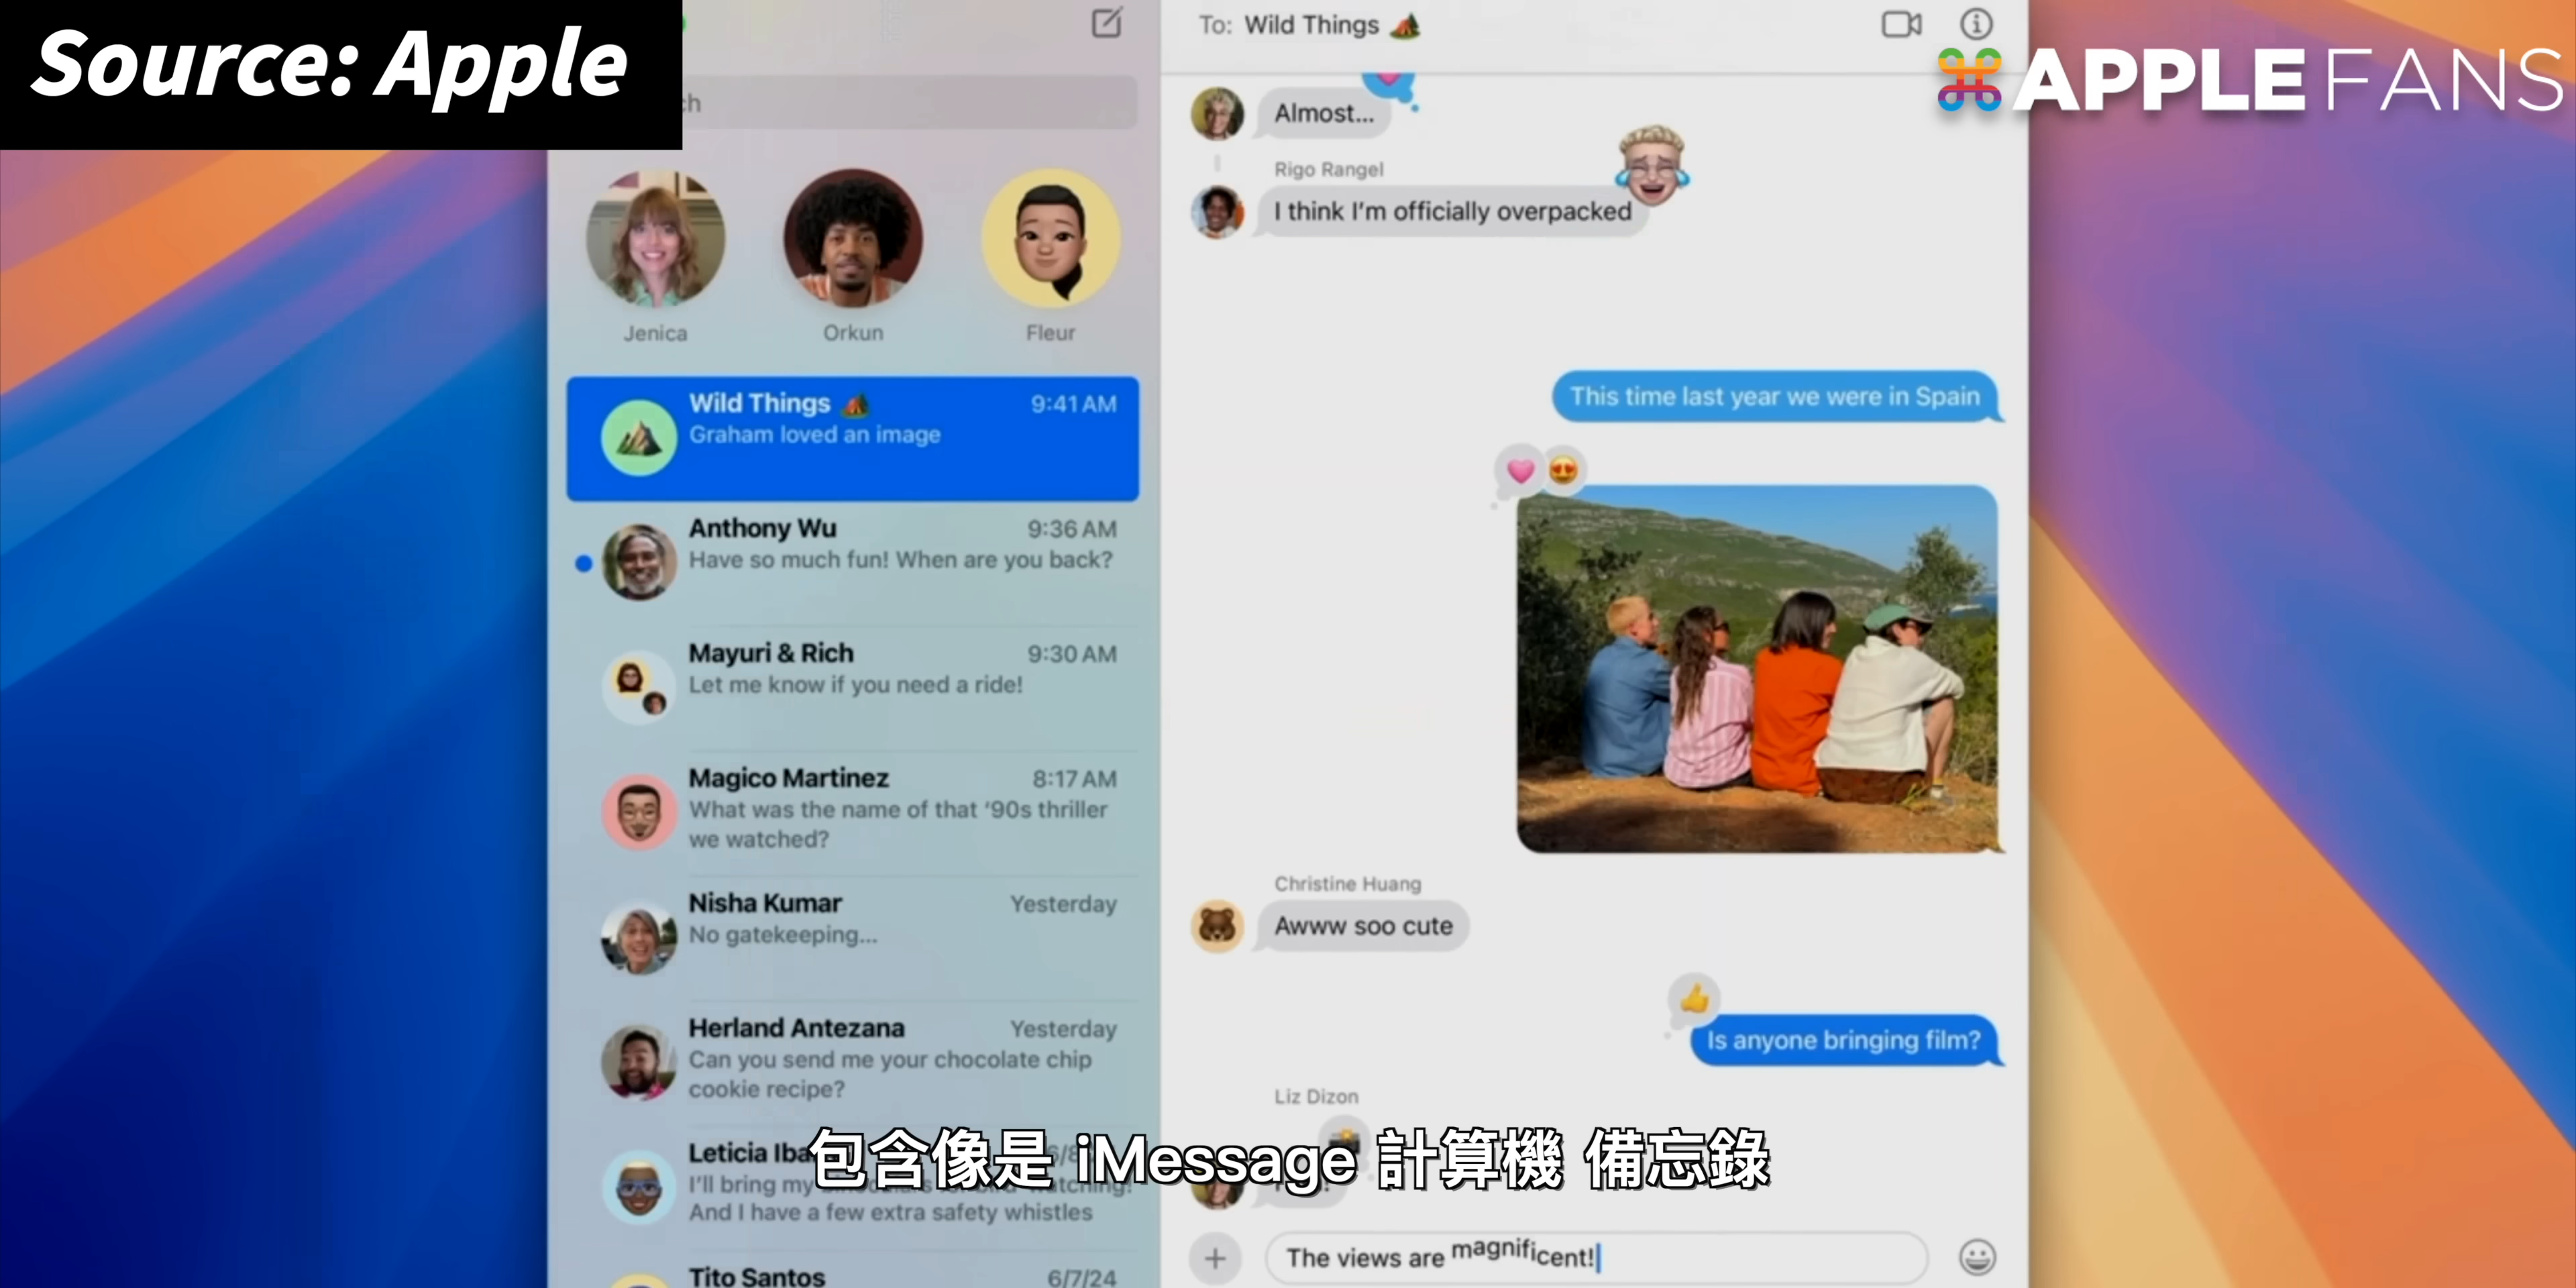 Source: Apple
APPLEFANS
ch
Jenica
Orkun
Fleur
Wild Things 🏕️ 9:41 AM
Graham loved an image
Anthony Wu 9:36 AM
Have so much fun! When are you back?
Mayuri & Rich 9:30 AM
Let me know if you need a ride!
Magico Martinez 8:17 AM
What was the name of that ‘90s thriller
we watched?
Nisha Kumar Yesterday
No gatekeeping...
Herland Antezana Yesterday
Can you send me your chocolate chip
cookie recipe?
Leticia Iba
I’ll bring my
And I have a few extra safety whistles
Tito Santos 6/7/24
To: Wild Things 🏕️
Almost...
Rigo Rangel
I think I’m officially overpacked
This time last year we were in Spain
Christine Huang
Awww soo cute
Is anyone bringing film?
Liz Dizon
The views are magnificent!
包含像是 iMessage 計算機 備忘錄